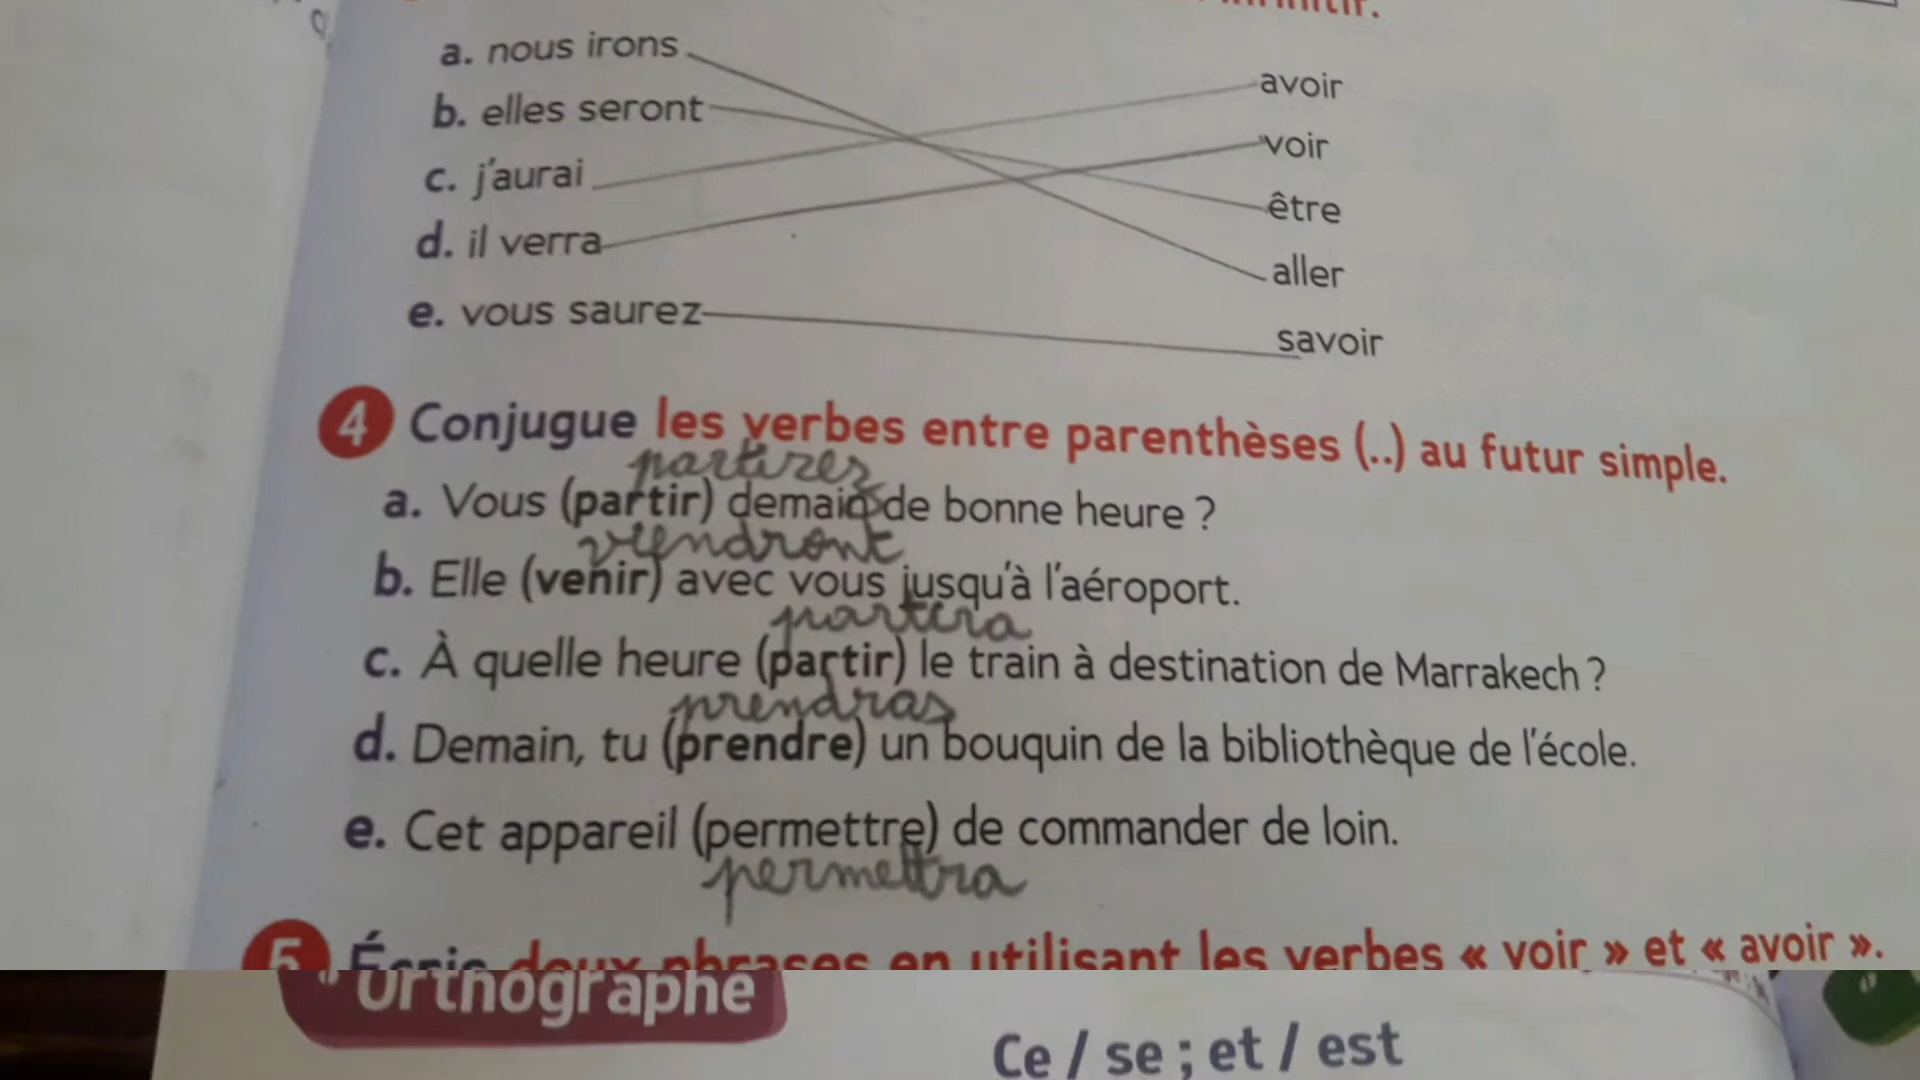 a. nous irons
avoir
b. elles seront
voir
c. j'aurai
être
d. il verra
aller
e. vous saurez
savoir
4 Conjugue les verbes entre parenthèses (..) au futur simple.
partirez
a. Vous (partir) demain de bonne heure ?
viendront
b. Elle (venir) avec vous jusqu'à l'aéroport.
partira
c. À quelle heure (partir) le train à destination de Marrakech ?
prendras
d. Demain, tu (prendre) un bouquin de la bibliothèque de l'école.
e. Cet appareil (permettre) de commander de loin.
permettra
5 Écris deux phrases en utilisant les verbes « voir » et « avoir ».
Orthographe
Ce / se ; et / est